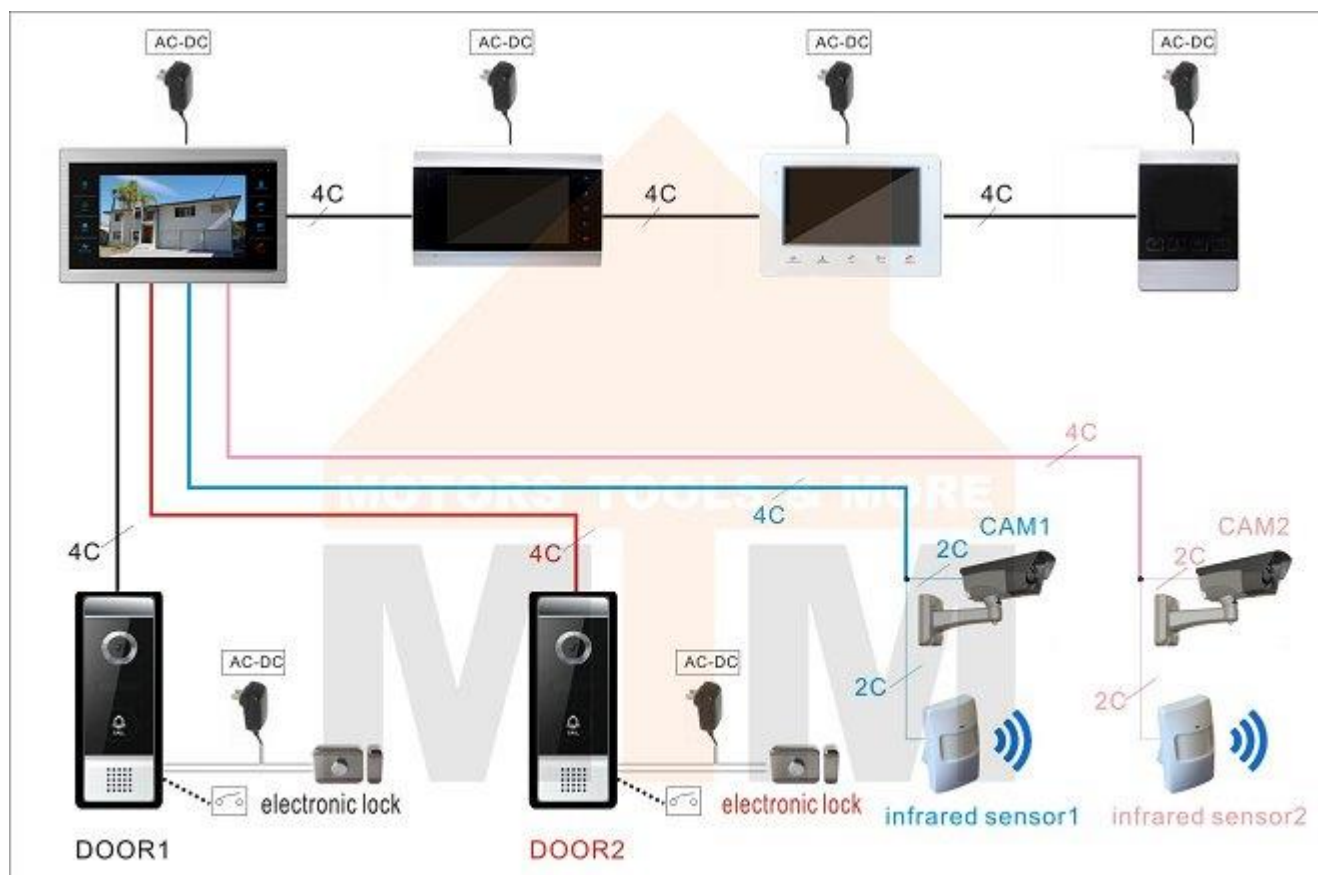 AC-DC
AC-DC
AC-DC
AC-DC
4C
4C
4C
4C
MOTORS TOOLS & MORE
4C
CAM1
CAM2
4C
4C
2C
2C
MTM
AC-DC
AC-DC
2C
2C
electronic lock
electronic lock
infrared sensor1
infrared sensor2
DOOR1
DOOR2